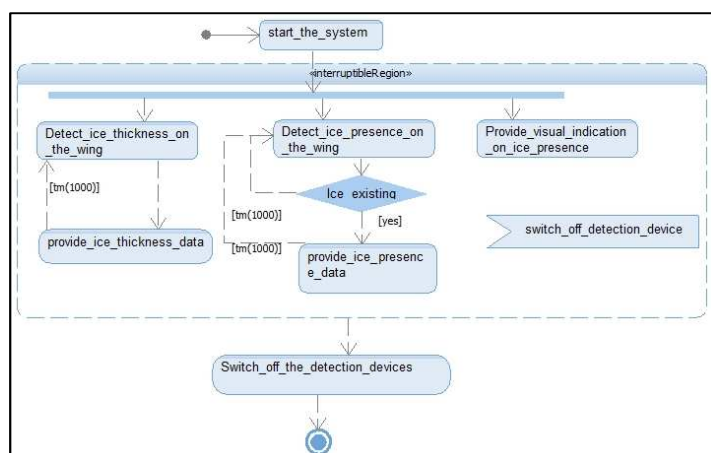 start_the_system
«interruptibleRegion»
Detect_ice_thickness_on
_the_wing
Detect_ice_presence_on
_the_wing
Provide_visual_indication
_on_ice_presence
[tm(1000)]
Ice existing
[tm(1000)]
[yes]
provide_ice_thickness_data
[tm(1000)]
provide_ice_presenc
e_data
switch_off_detection_device
Switch_off_the_detection_devices